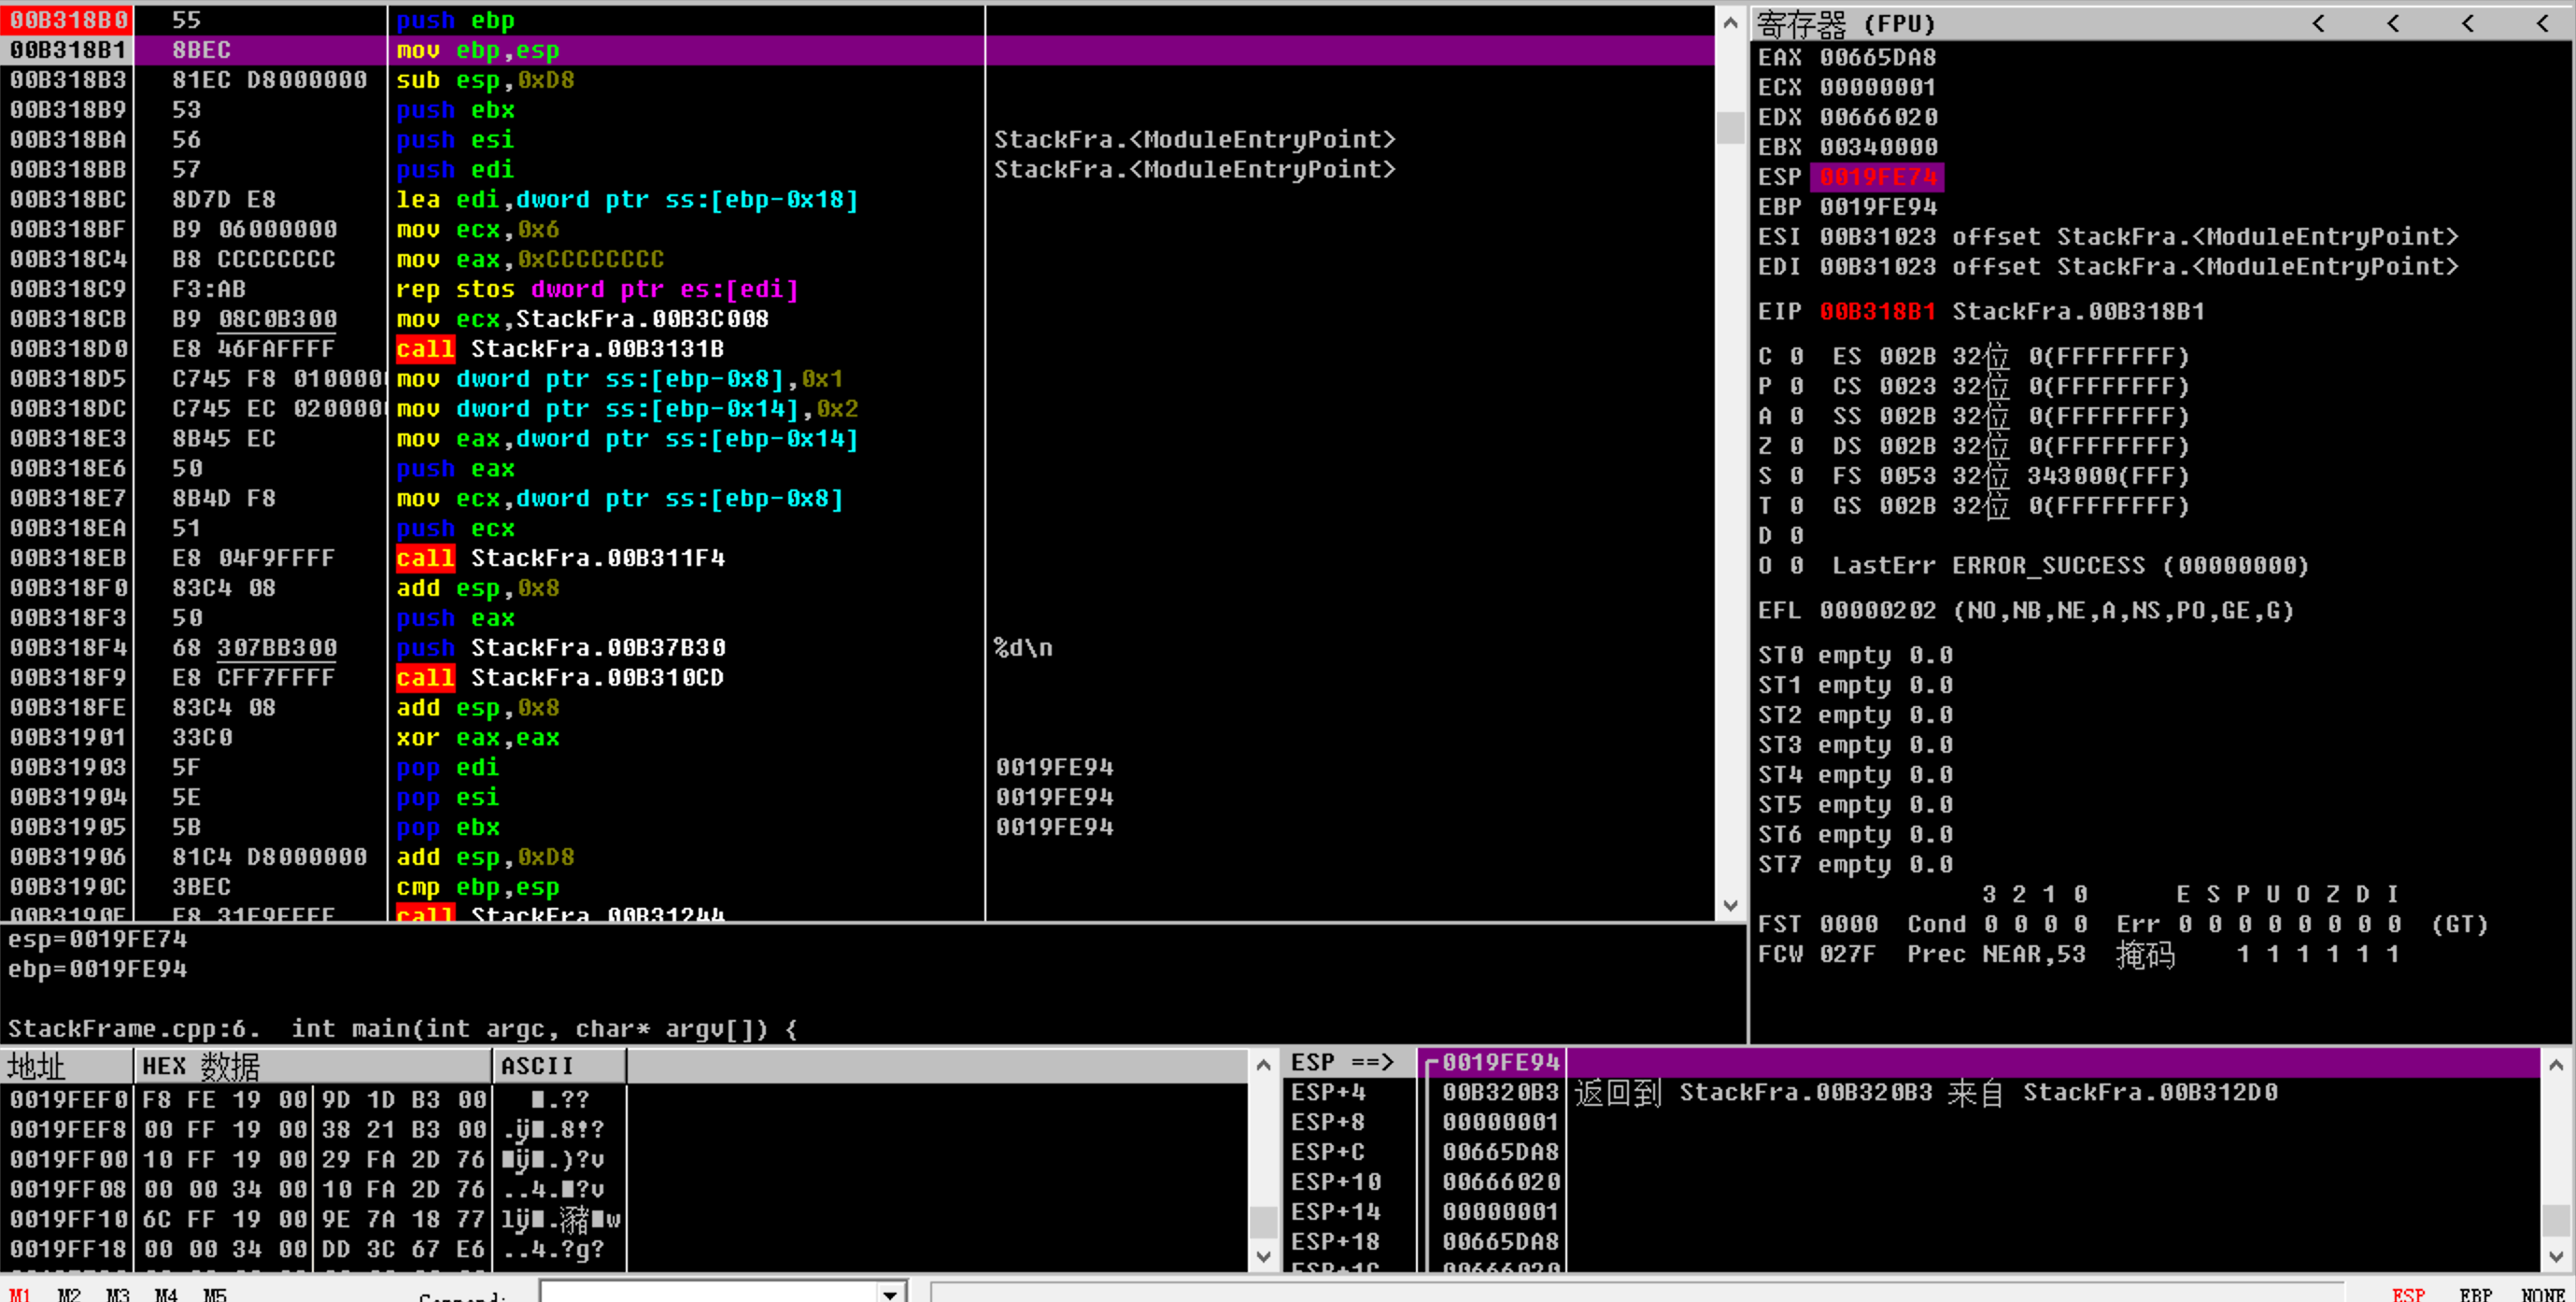 00B318B0 55 push ebp
00B318B1 8BEC mov ebp,esp
00B318B3 81EC D8000000 sub esp,0xD8
00B318B9 53 push ebx
00B318BA 56 push esi StackFra.<ModuleEntryPoint>
00B318BB 57 push edi StackFra.<ModuleEntryPoint>
00B318BC 8D7D E8 lea edi,dword ptr ss:[ebp-0x18]
00B318BF B9 06000000 mov ecx,0x6
00B318C4 B8 CCCCCCCC mov eax,0xCCCCCCCC
00B318C9 F3:AB rep stos dword ptr es:[edi]
00B318CB B9 08C0B300 mov ecx,StackFra.00B3C008
00B318D0 E8 46FAFFFF call StackFra.00B3131B
00B318D5 C745 F8 010000 mov dword ptr ss:[ebp-0x8],0x1
00B318DC C745 EC 020000 mov dword ptr ss:[ebp-0x14],0x2
00B318E3 8B45 EC mov eax,dword ptr ss:[ebp-0x14]
00B318E6 50 push eax
00B318E7 8B4D F8 mov ecx,dword ptr ss:[ebp-0x8]
00B318EA 51 push ecx
00B318EB E8 04F9FFFF call StackFra.00B311F4
00B318F0 83C4 08 add esp,0x8
00B318F3 50 push eax
00B318F4 68 307BB300 push StackFra.00B37B30 %d\n
00B318F9 E8 CFF7FFFF call StackFra.00B310CD
00B318FE 83C4 08 add esp,0x8
00B31901 33C0 xor eax,eax
00B31903 5F pop edi 0019FE94
00B31904 5E pop esi 0019FE94
00B31905 5B pop ebx 0019FE94
00B31906 81C4 D8000000 add esp,0xD8
00B3190C 3BEC cmp ebp,esp
00B3190E E8 31F9FFFF call StackFra.00B31244
esp=0019FE74
ebp=0019FE94
StackFrame.cpp:6. int main(int argc, char* argv[]) {
寄存器 (FPU) < < < <
EAX 00665DA8
ECX 00000001
EDX 00666020
EBX 00340000
ESP 0019FE74
EBP 0019FE94
ESI 00B31023 offset StackFra.<ModuleEntryPoint>
EDI 00B31023 offset StackFra.<ModuleEntryPoint>
EIP 00B318B1 StackFra.00B318B1
C 0 ES 002B 32位 0(FFFFFFFF)
P 0 CS 0023 32位 0(FFFFFFFF)
A 0 SS 002B 32位 0(FFFFFFFF)
Z 0 DS 002B 32位 0(FFFFFFFF)
S 0 FS 0053 32位 343000(FFF)
T 0 GS 002B 32位 0(FFFFFFFF)
D 0
O 0 LastErr ERROR_SUCCESS (00000000)
EFL 00000202 (NO,NB,NE,A,NS,PO,GE,G)
ST0 empty 0.0
ST1 empty 0.0
ST2 empty 0.0
ST3 empty 0.0
ST4 empty 0.0
ST5 empty 0.0
ST6 empty 0.0
ST7 empty 0.0
3 2 1 0 E S P U O Z D I
FST 0000 Cond 0 0 0 0 Err 0 0 0 0 0 0 0 0 (GT)
FCW 027F Prec NEAR,53 掩码 1 1 1 1 1 1
地址 HEX 数据 ASCII
0019FEF0 F8 FE 19 00 9D 1D B3 00 .??
0019FEF8 00 FF 19 00 38 21 B3 00 .ÿ .8!?
0019FF00 10 FF 19 00 29 FA 2D 76 ÿ .)?v
0019FF08 00 00 34 00 10 FA 2D 76 ..4. ?v
0019FF10 6C FF 19 00 9E 7A 18 77 lÿ .瀦 w
0019FF18 00 00 34 00 DD 3C 67 E6 ..4.?g?
ESP ==> 0019FE94
ESP+4 00B320B3 返回到 StackFra.00B320B3 来自 StackFra.00B312D0
ESP+8 00000001
ESP+C 00665DA8
ESP+10 00666020
ESP+14 00000001
ESP+18 00665DA8
ESP+1C 00666020
M1 M2 M3 M4 M5
ESP EBP NONE